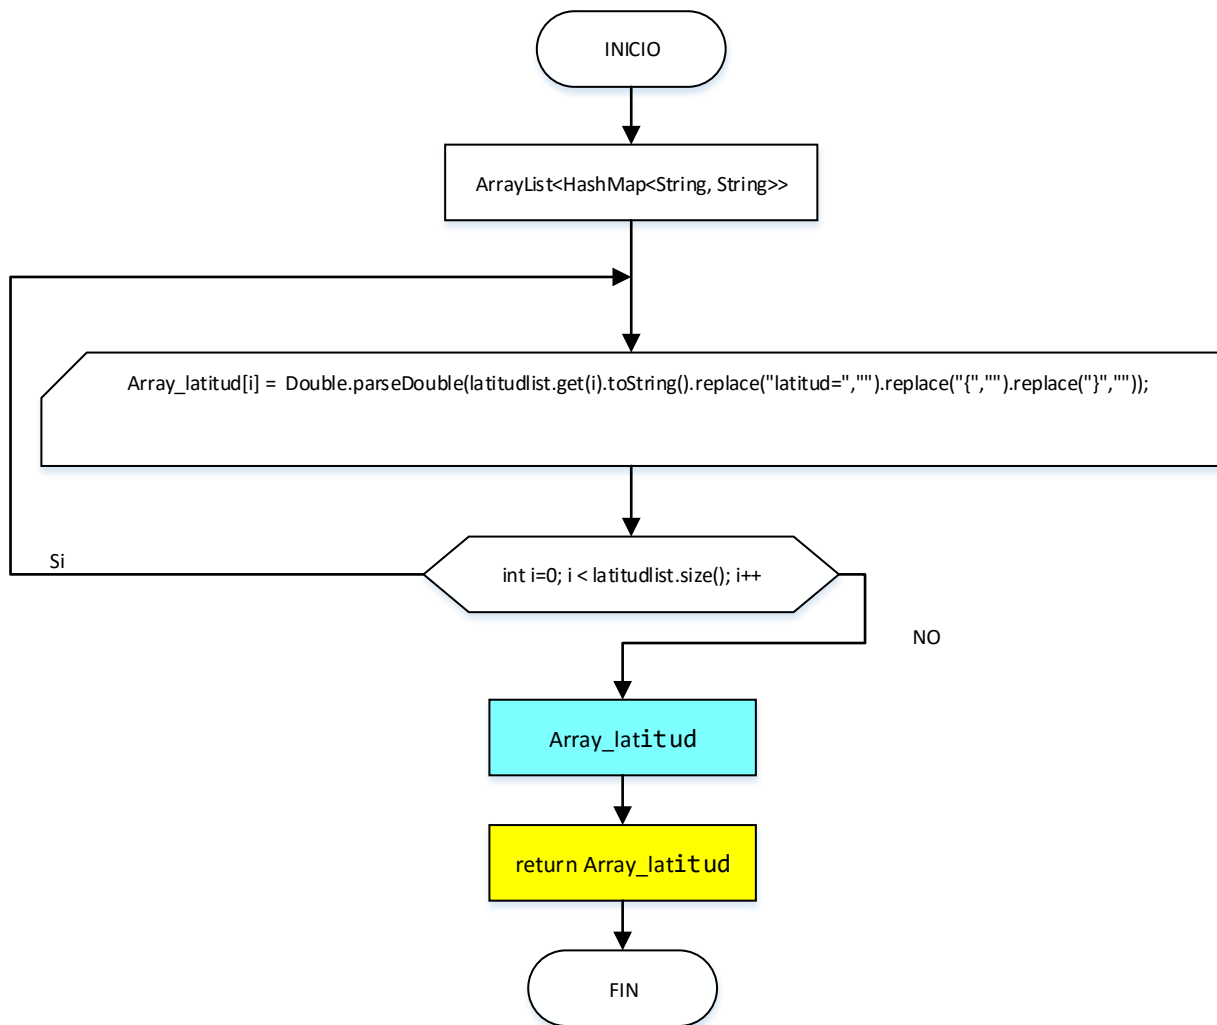 INICIO
ArrayList<HashMap<String, String>>
Array_latitud[i] = Double.parseDouble(latitudlist.get(i).toString().replace("latitud=","").replace("{","").replace("}",""));
Si
int i=0; i < latitudlist.size(); i++
NO
Array_latitud
return Array_latitud
FIN